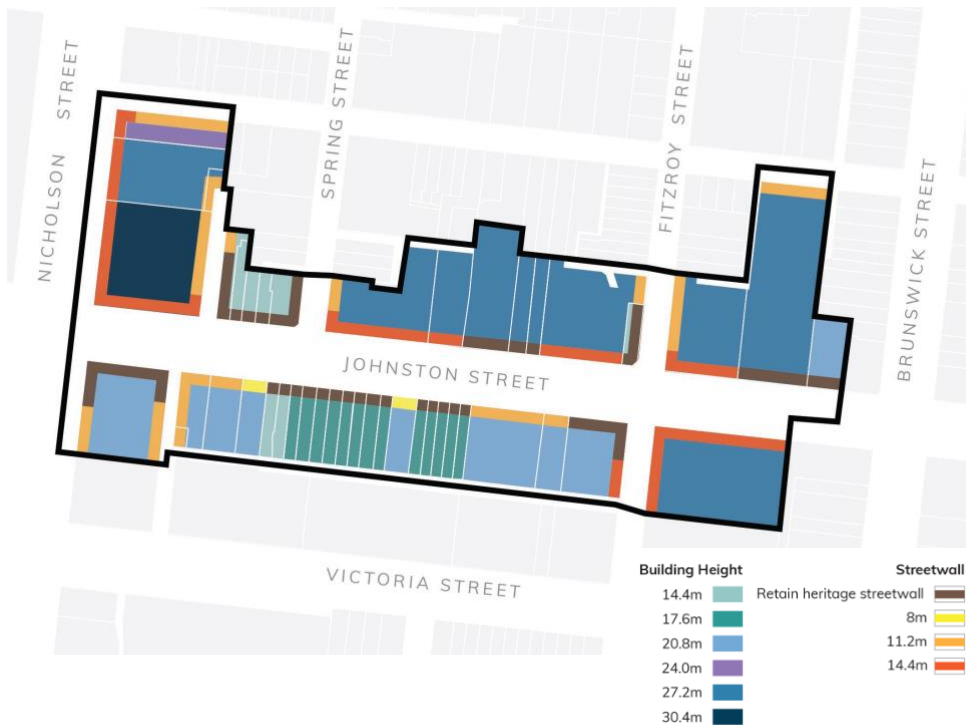 NICHOLSON STREET
SPRING STREET
FITZROY STREET
BRUNSWICK STREET
JOHNSTON STREET
VICTORIA STREET
Building Height
14.4m
17.6m
20.8m
24.0m
27.2m
30.4m
Streetwall
Retain heritage streetwall
8m
11.2m
14.4m